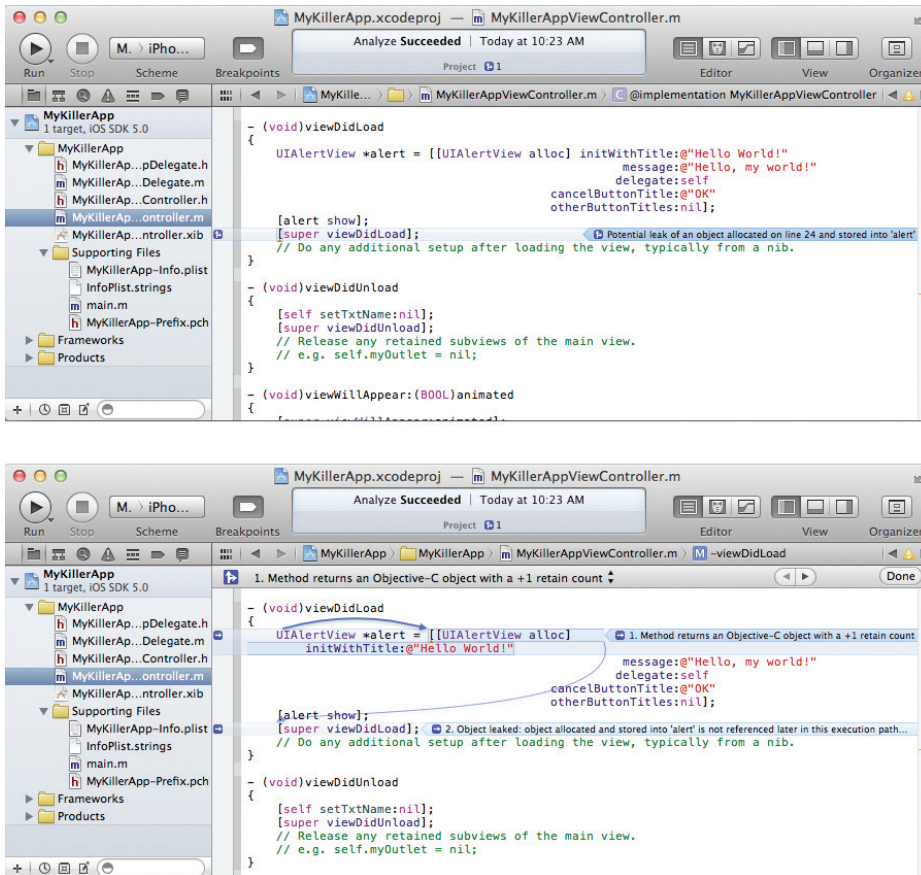 MyKillerApp.xcodeproj — m MyKillerAppViewController.m
M. › iPho...
Analyze Succeeded | Today at 10:23 AM
Project 1
Run Stop Scheme Breakpoints Editor View Organizer
MyKille... › › m MyKillerAppViewController.m › C @implementation MyKillerAppViewController
MyKillerApp
1 target, iOS SDK 5.0
MyKillerApp
h MyKillerAp...pDelegate.h
m MyKillerAp...Delegate.m
h MyKillerAp...Controller.h
m MyKillerAp...ontroller.m
MyKillerAp...ntroller.xib
Supporting Files
MyKillerApp-Info.plist
InfoPlist.strings
m main.m
h MyKillerApp-Prefix.pch
Frameworks
Products
- (void)viewDidLoad
{
UIAlertView *alert = [[UIAlertView alloc] initWithTitle:@"Hello World!"
message:@"Hello, my world!"
delegate:self
cancelButtonTitle:@"OK"
otherButtonTitles:nil];
[alert show];
[super viewDidLoad]; Potential leak of an object allocated on line 24 and stored into 'alert'
// Do any additional setup after loading the view, typically from a nib.
}
- (void)viewDidUnload
{
[self setTxtName:nil];
[super viewDidUnload];
// Release any retained subviews of the main view.
// e.g. self.myOutlet = nil;
}
- (void)viewWillAppear:(BOOL)animated
{
MyKillerApp.xcodeproj — m MyKillerAppViewController.m
M. › iPho...
Analyze Succeeded | Today at 10:23 AM
Project 1
Run Stop Scheme Breakpoints Editor View Organizer
MyKillerApp › MyKillerApp › m MyKillerAppViewController.m › M -viewDidLoad
MyKillerApp
1 target, iOS SDK 5.0
MyKillerApp
h MyKillerAp...pDelegate.h
m MyKillerAp...Delegate.m
h MyKillerAp...Controller.h
m MyKillerAp...ontroller.m
MyKillerAp...ntroller.xib
Supporting Files
MyKillerApp-Info.plist
InfoPlist.strings
m main.m
h MyKillerApp-Prefix.pch
Frameworks
Products
1. Method returns an Objective-C object with a +1 retain count Done
- (void)viewDidLoad
{
UIAlertView *alert = [[UIAlertView alloc] 1. Method returns an Objective-C object with a +1 retain count
initWithTitle:@"Hello World!"
message:@"Hello, my world!"
delegate:self
cancelButtonTitle:@"OK"
otherButtonTitles:nil];
[alert show];
[super viewDidLoad]; 2. Object leaked: object allocated and stored into 'alert' is not referenced later in this execution path...
// Do any additional setup after loading the view, typically from a nib.
}
- (void)viewDidUnload
{
[self setTxtName:nil];
[super viewDidUnload];
// Release any retained subviews of the main view.
// e.g. self.myOutlet = nil;
}